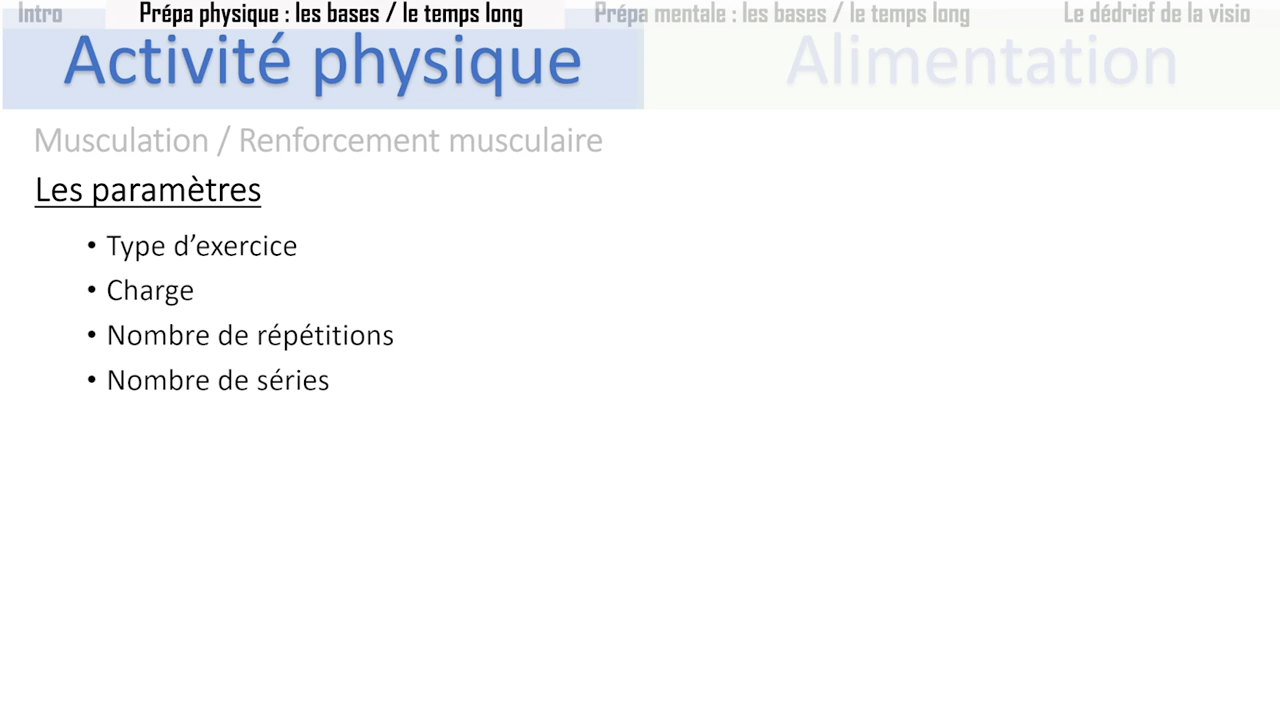 Intro
Prépa physique : les bases / le temps long
Prépa mentale : les bases / le temps long
Le dédrief de la visio
Activité physique
Alimentation
Musculation / Renforcement musculaire
Les paramètres
• Type d’exercice
• Charge
• Nombre de répétitions
• Nombre de séries